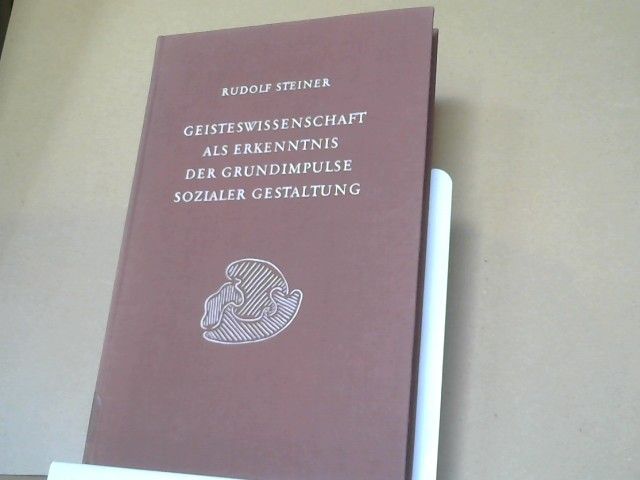 RUDOLF STEINER
GEISTESWISSENSCHAFT
ALS ERKENNTNIS
DER GRUNDIMPULSE
SOZIALER GESTALTUNG